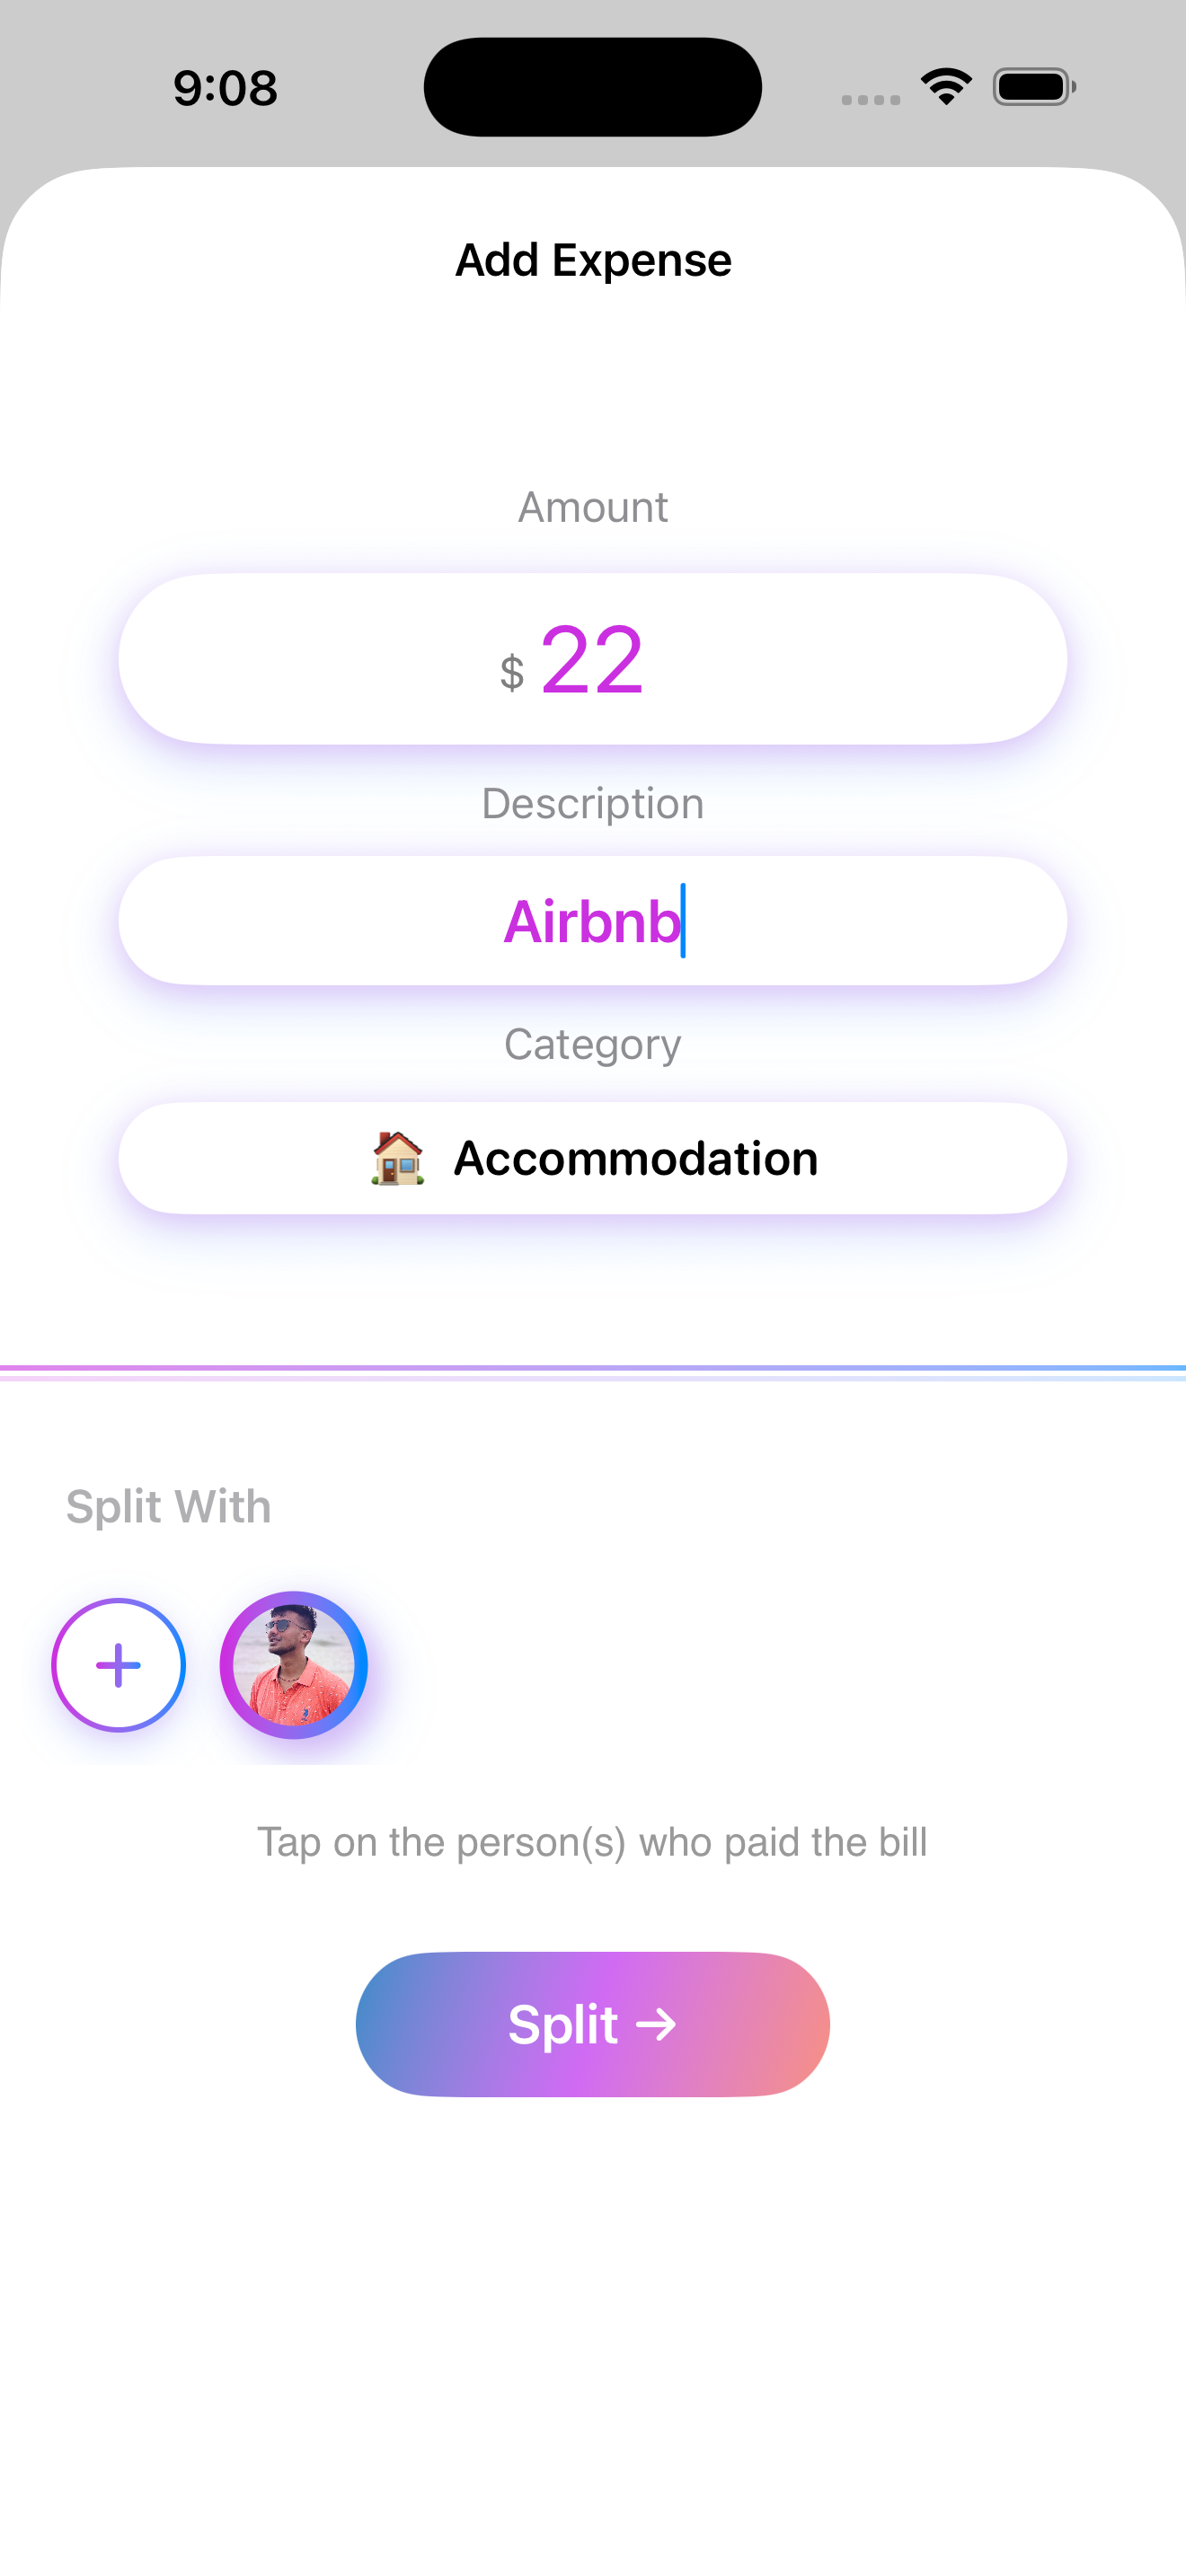 9:08
Add Expense
Amount
$ 22
Description
Airbnb
Category
Accommodation
Split With
Tap on the person(s) who paid the bill
Split →